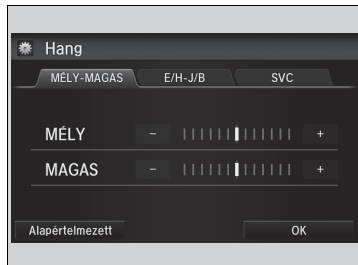 Hang
MÉLY-MAGAS E/H-J/B SVC
MÉLY - +
MAGAS - +
Alapértelmezett OK